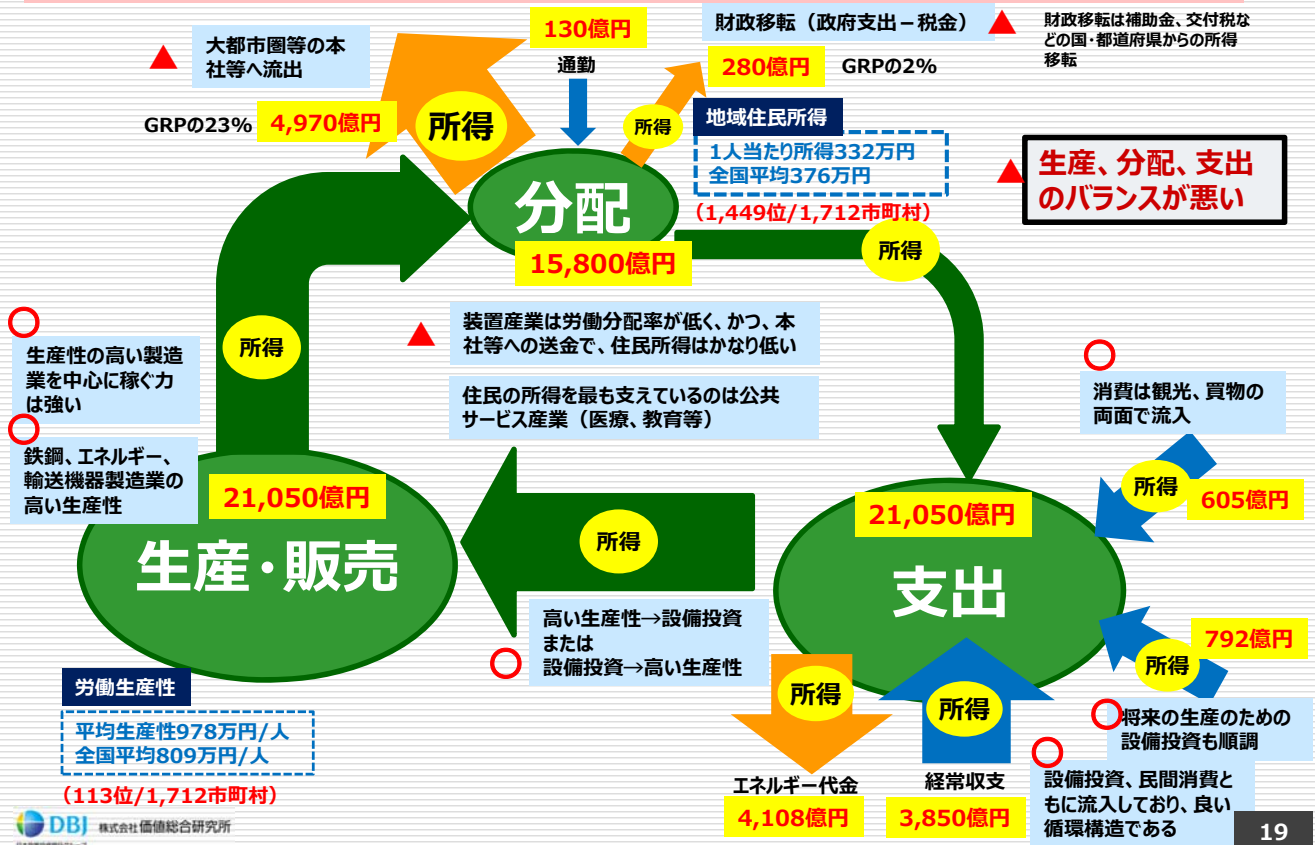 大都市圏等の本
社等へ流出
GRPの23%
4,970億円
所得
130億円
通勤
財政移転（政府支出－税金）
280億円
GRPの2%
所得
財政移転は補助金、交付税な
どの国・都道府県からの所得
移転
地域住民所得
1人当たり所得332万円
全国平均376万円
（1,449位/1,712市町村）
生産、分配、支出
のバランスが悪い
分配
15,800億円
所得
所得
装置産業は労働分配率が低く、かつ、本
社等への送金で、住民所得はかなり低い
住民の所得を最も支えているのは公共
サービス産業（医療、教育等）
生産性の高い製造
業を中心に稼ぐ力
は強い
鉄鋼、エネルギー、
輸送機器製造業の
高い生産性
21,050億円
生産・販売
所得
高い生産性→設備投資
または
設備投資→高い生産性
消費は観光、買物の
両面で流入
所得
605億円
21,050億円
支出
792億円
所得
将来の生産のための
設備投資も順調
所得
エネルギー代金
4,108億円
所得
経常収支
3,850億円
設備投資、民間消費と
もに流入しており、良い
循環構造である
労働生産性
平均生産性978万円/人
全国平均809万円/人
（113位/1,712市町村）
DBJ 株式会社価値総合研究所
19